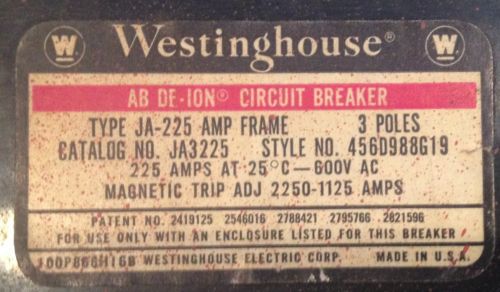 W Westinghouse® W
AB DE-ION® CIRCUIT BREAKER
TYPE JA-225 AMP FRAME 3 POLES
CATALOG NO. JA3225 STYLE NO. 456D988G19
225 AMPS AT 25°C—600V AC
MAGNETIC TRIP ADJ 2250-1125 AMPS
PATENT NO. 2419125 2546016 2788421 2795766 2821596
FOR USE ONLY WITH AN ENCLOSURE LISTED FOR THIS BREAKER
WESTINGHOUSE ELECTRIC CORP. MADE IN U.S.A.